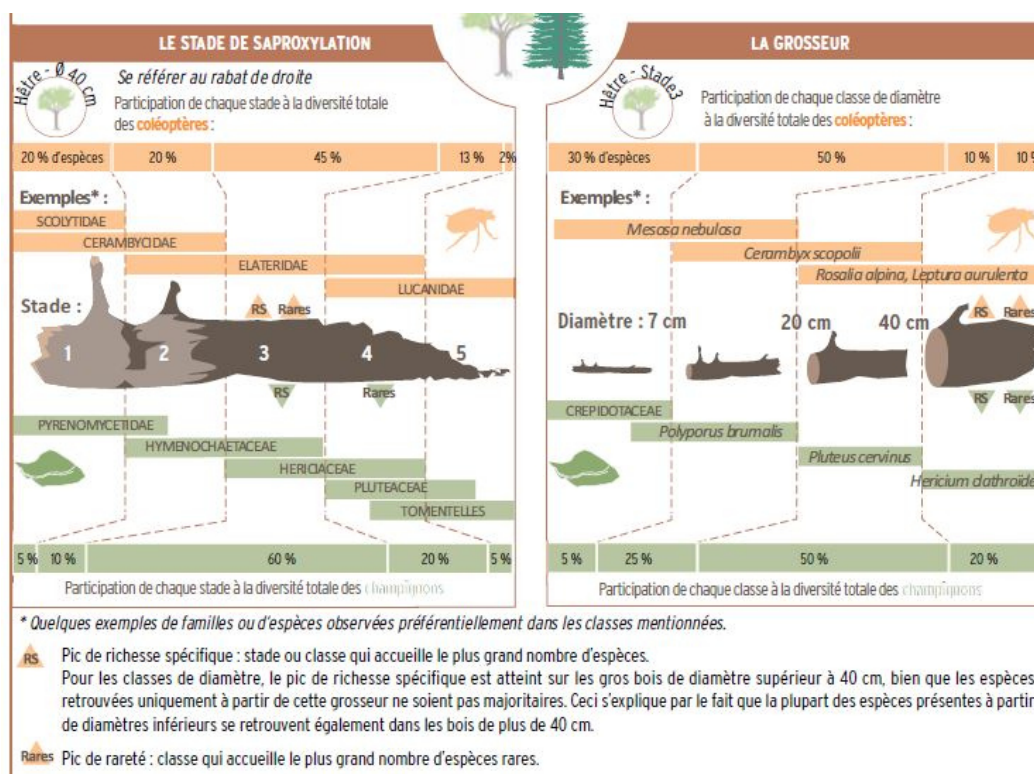 LE STADE DE SAPROXYLATION
Hêtre - Ø 40 cm
Se référer au rabat de droite
Participation de chaque stade à la diversité totale
des coléoptères :
20 % d'espèces 20 % 45 % 13 % 2%
Exemples* :
SCOLYTIDAE
CERAMBYCIDAE
ELATERIDAE
LUCANIDAE
Stade :
RS Rares
1 2 3 4 5
RS Rares
PYRENOMYCETIDAE
HYMENOCHAETACEAE
HERICIACEAE
PLUTEACEAE
TOMENTELLES
5 % 10 % 60 % 20 % 5 %
Participation de chaque stade à la diversité totale des champignons
LA GROSSEUR
Hêtre - Stade3
Participation de chaque classe de diamètre
à la diversité totale des coléoptères :
30 % d'espèces 50 % 10 % 10 %
Exemples* :
Mesosa nebulosa
Cerambyx scopolii
Rosalia alpina, Leptura aurulenta
RS Rares
Diamètre : 7 cm 20 cm 40 cm
RS Rares
CREPIDOTACEAE
Polyporus brumalis
Pluteus cervinus
Hericium clathroïde
5 % 25 % 50 % 20 %
Participation de chaque classe à la diversité totale des champignons
* Quelques exemples de familles ou d'espèces observées préférentiellement dans les classes mentionnées.
RS Pic de richesse spécifique : stade ou classe qui accueille le plus grand nombre d'espèces.
Pour les classes de diamètre, le pic de richesse spécifique est atteint sur les gros bois de diamètre supérieur à 40 cm, bien que les espèces
retrouvées uniquement à partir de cette grosseur ne soient pas majoritaires. Ceci s'explique par le fait que la plupart des espèces présentes à partir
de diamètres inférieurs se retrouvent également dans les bois de plus de 40 cm.
Rares Pic de rareté : classe qui accueille le plus grand nombre d'espèces rares.